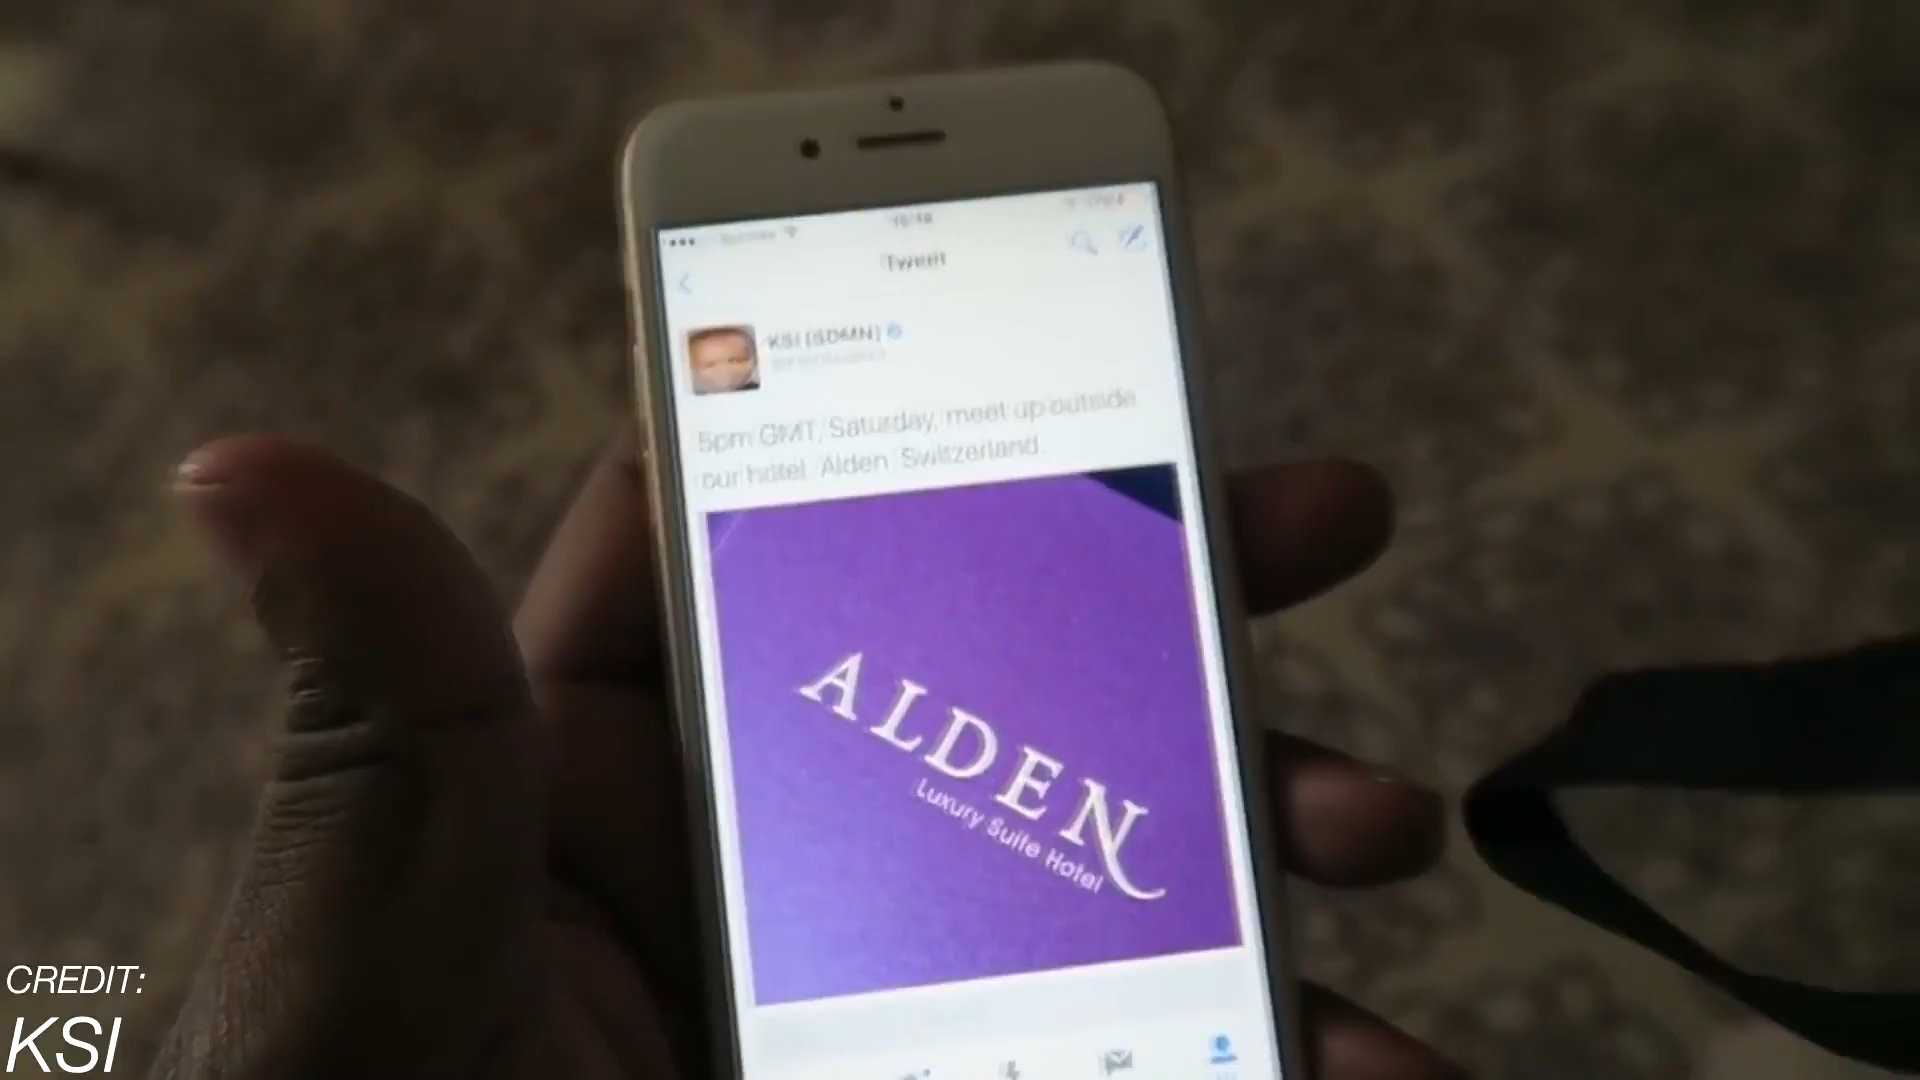 Tweet
KSI (SDMN)
5pm GMT, Saturday, meet up outside
our hotel Alden Switzerland
ALDEN
Luxury Suite Hotel
CREDIT:
KSI